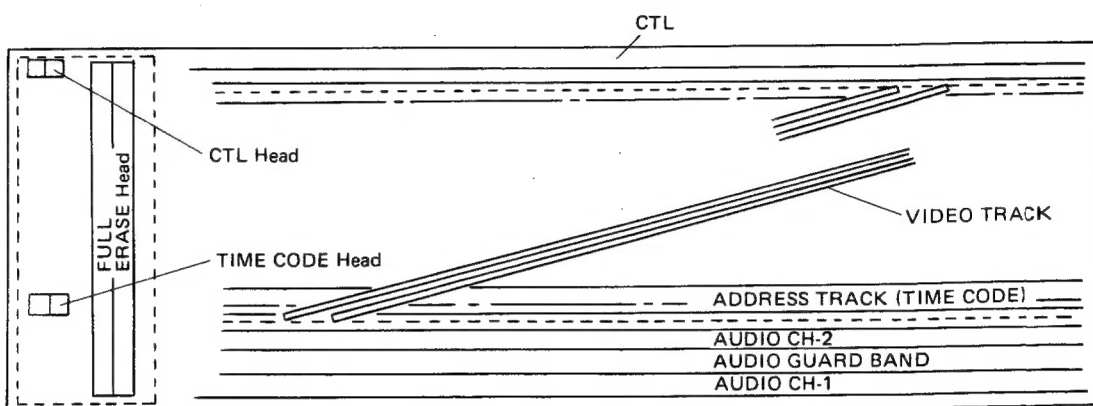 CTL
CTL Head
FULL
ERASE Head
VIDEO TRACK
TIME CODE Head
ADDRESS TRACK (TIME CODE)
AUDIO CH-2
AUDIO GUARD BAND
AUDIO CH-1